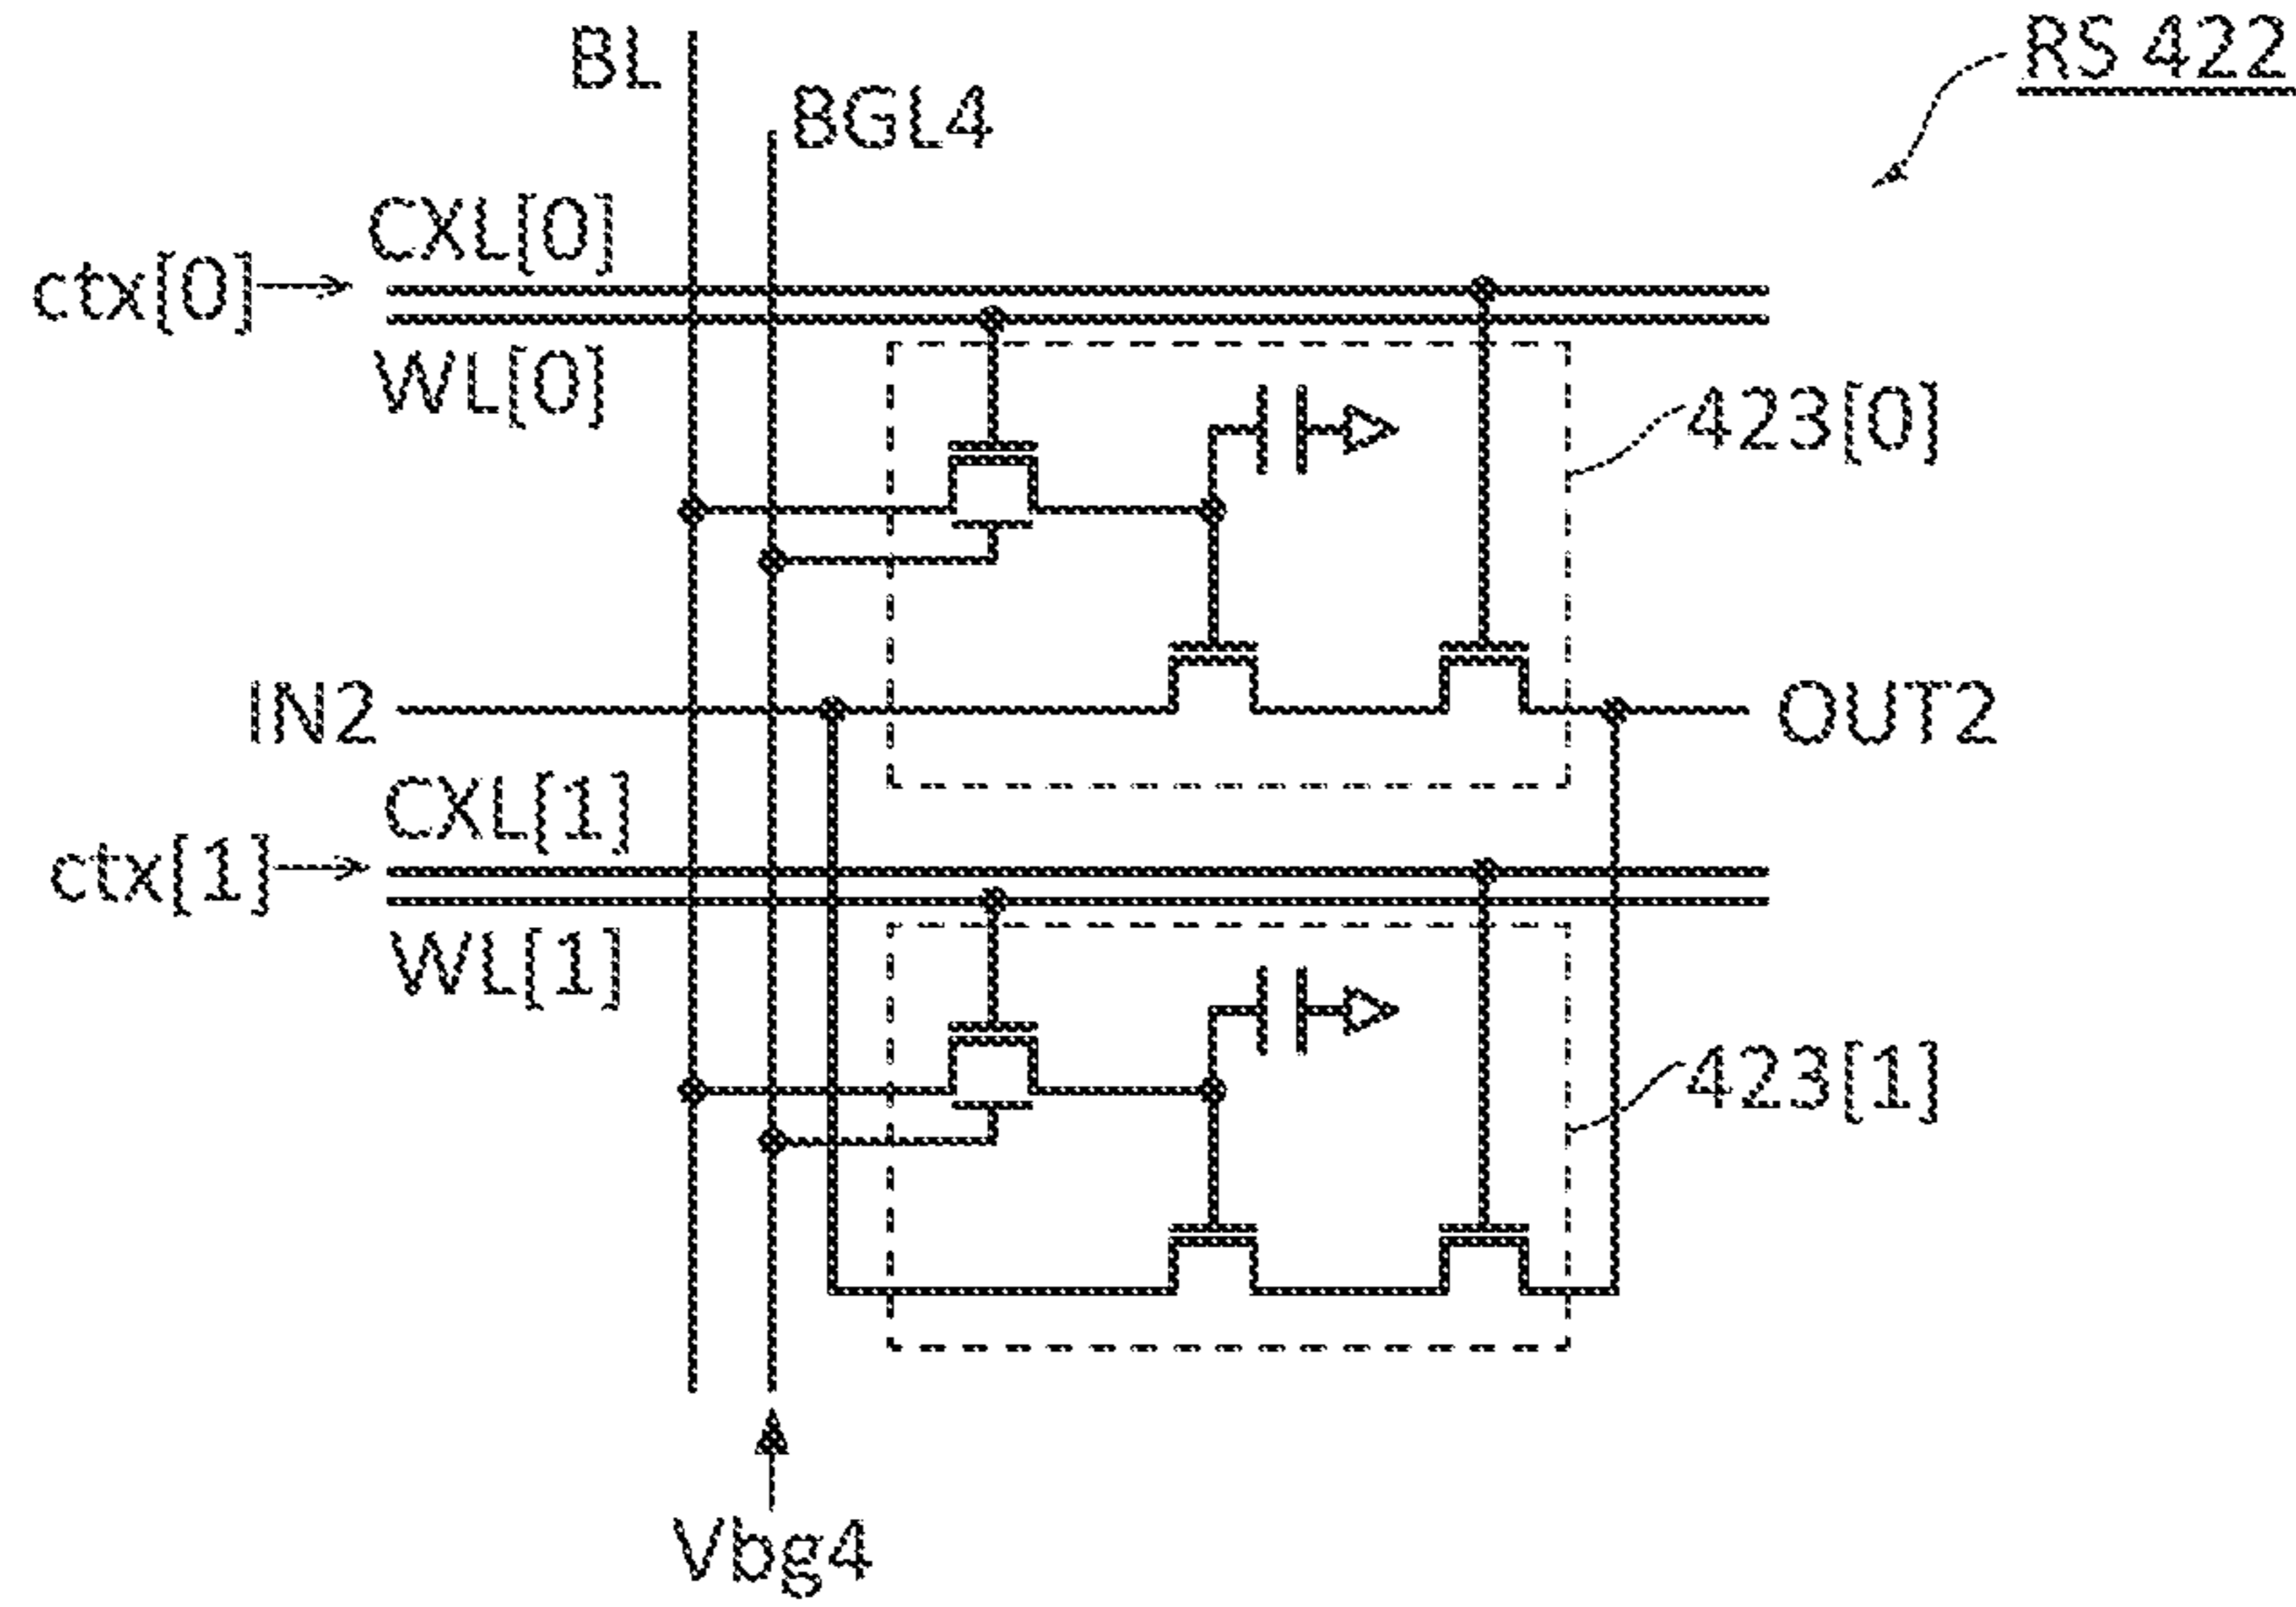 BL
RS 422
BGL4
CXL[0]
ctx[0]
WL[0]
423[0]
IN2
OUT2
CXL[1]
ctx[1]
WL[1]
423[1]
Vbg4